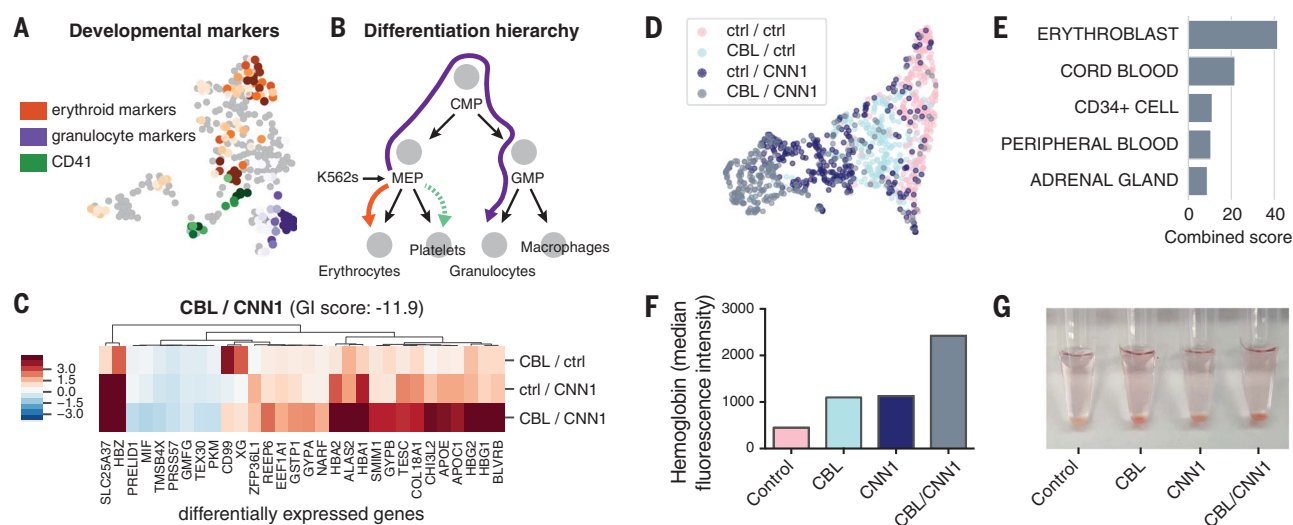 A Developmental markers
erythroid markers
granulocyte markers
CD41
B Differentiation hierarchy
CMP
K562s
MEP
GMP
Platelets
Macrophages
Erythrocytes
Granulocytes
C CBL / CNN1 (GI score: -11.9)
3.0
1.5
0.0
−1.5
−3.0
CBL / ctrl
ctrl / CNN1
CBL / CNN1
SLC25A37
HBZ
PRELID1
MIF
TMSB4X
PRSS57
GMFG
TEX30
PKM
CD99
XG
ZFP36L1
REEP6
EEF1A1
GSTP1
GYPA
NARF
HBA2
ALAS2
HBA1
SMIM1
GYPB
TESC
COL18A1
CHI3L2
APOE
APOC1
HBG2
HBG1
BLVRB
differentially expressed genes
D
ctrl / ctrl
CBL / ctrl
ctrl / CNN1
CBL / CNN1
E
ERYTHROBLAST
CORD BLOOD
CD34+ CELL
PERIPHERAL BLOOD
ADRENAL GLAND
0 20 40
Combined score
F
Hemoglobin (median
fluorescence intensity)
3000
2000
1000
0
Control
CBL
CNN1
CBL/CNN1
G
Control
CBL
CNN1
CBL/CNN1